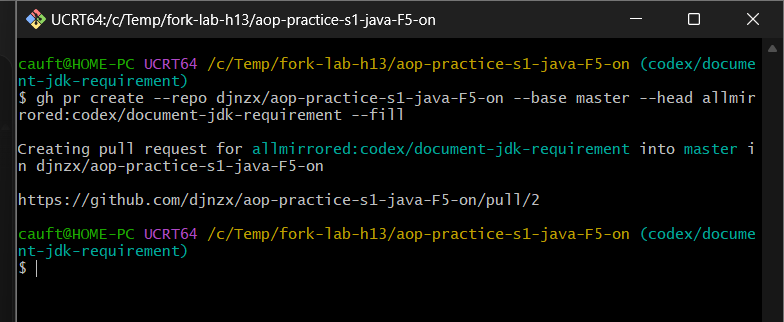 UCRT64:/c/Temp/fork-lab-h13/aop-practice-s1-java-F5-on
cauft@HOME-PC UCRT64 /c/Temp/fork-lab-h13/aop-practice-s1-java-F5-on (codex/docume
nt-jdk-requirement)
$ gh pr create --repo djnzx/aop-practice-s1-java-F5-on --base master --head allmir
rored:codex/document-jdk-requirement --fill
Creating pull request for allmirrored:codex/document-jdk-requirement into master i
n djnzx/aop-practice-s1-java-F5-on
https://github.com/djnzx/aop-practice-s1-java-F5-on/pull/2
cauft@HOME-PC UCRT64 /c/Temp/fork-lab-h13/aop-practice-s1-java-F5-on (codex/docume
nt-jdk-requirement)
$